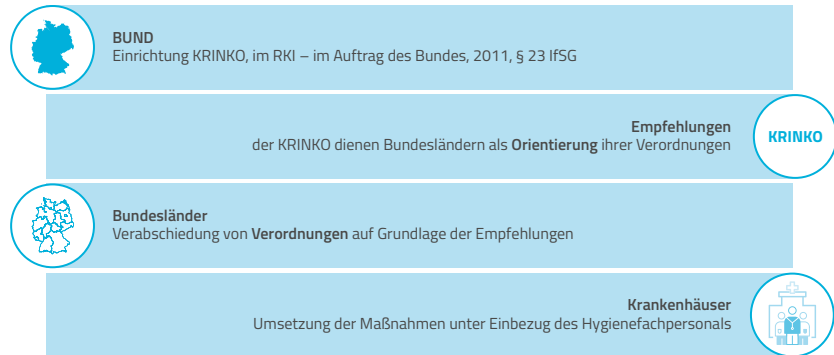 BUND
Einrichtung KRINKO, im RKI – im Auftrag des Bundes, 2011, § 23 IfSG
Empfehlungen
der KRINKO dienen Bundesländern als Orientierung ihrer Verordnungen
KRINKO
Bundesländer
Verabschiedung von Verordnungen auf Grundlage der Empfehlungen
Krankenhäuser
Umsetzung der Maßnahmen unter Einbezug des Hygienefachpersonals